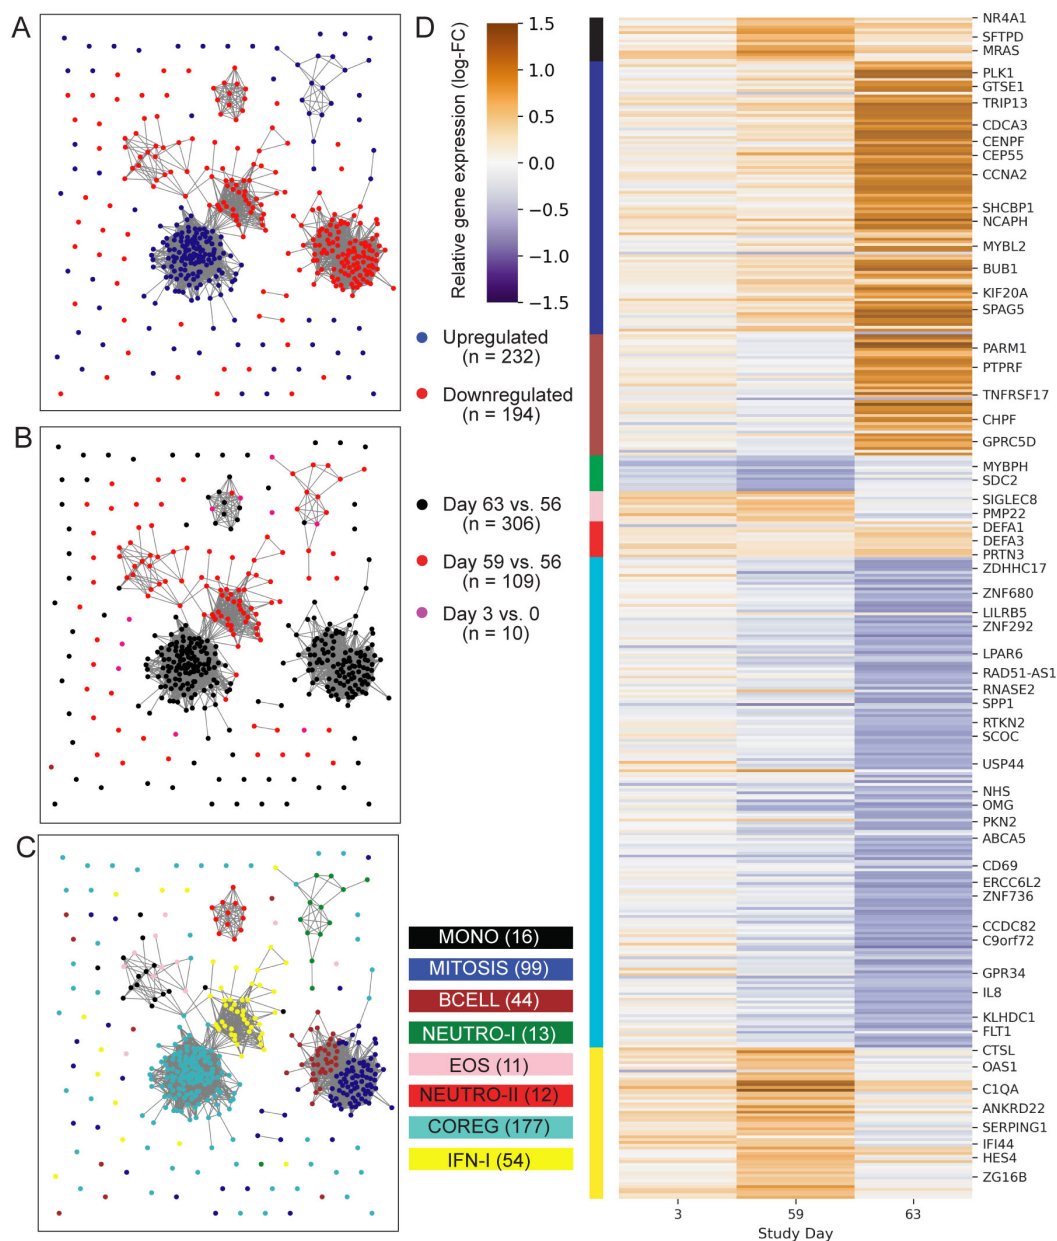 A
D
Relative gene expression (log-FC)
1.5
1.0
0.5
0.0
−0.5
−1.0
−1.5
Upregulated
(n = 232)
Downregulated
(n = 194)
B
Day 63 vs. 56
(n = 306)
Day 59 vs. 56
(n = 109)
Day 3 vs. 0
(n = 10)
C
MONO (16)
MITOSIS (99)
BCELL (44)
NEUTRO-I (13)
EOS (11)
NEUTRO-II (12)
COREG (177)
IFN-I (54)
NR4A1
SFTPD
MRAS
PLK1
GTSE1
TRIP13
CDCA3
CENPF
CEP55
CCNA2
SHCBP1
NCAPH
MYBL2
BUB1
KIF20A
SPAG5
PARM1
PTPRF
TNFRSF17
CHPF
GPRC5D
MYBPH
SDC2
SIGLEC8
PMP22
DEFA1
DEFA3
PRTN3
ZDHHC17
ZNF680
LILRB5
ZNF292
LPAR6
RAD51-AS1
RNASE2
SPP1
RTKN2
SCOC
USP44
NHS
OMG
PKN2
ABCA5
CD69
ERCC6L2
ZNF736
CCDC82
C9orf72
GPR34
IL8
KLHDC1
FLT1
CTSL
OAS1
C1QA
ANKRD22
SERPING1
IFI44
HES4
ZG16B
3
59
63
Study Day